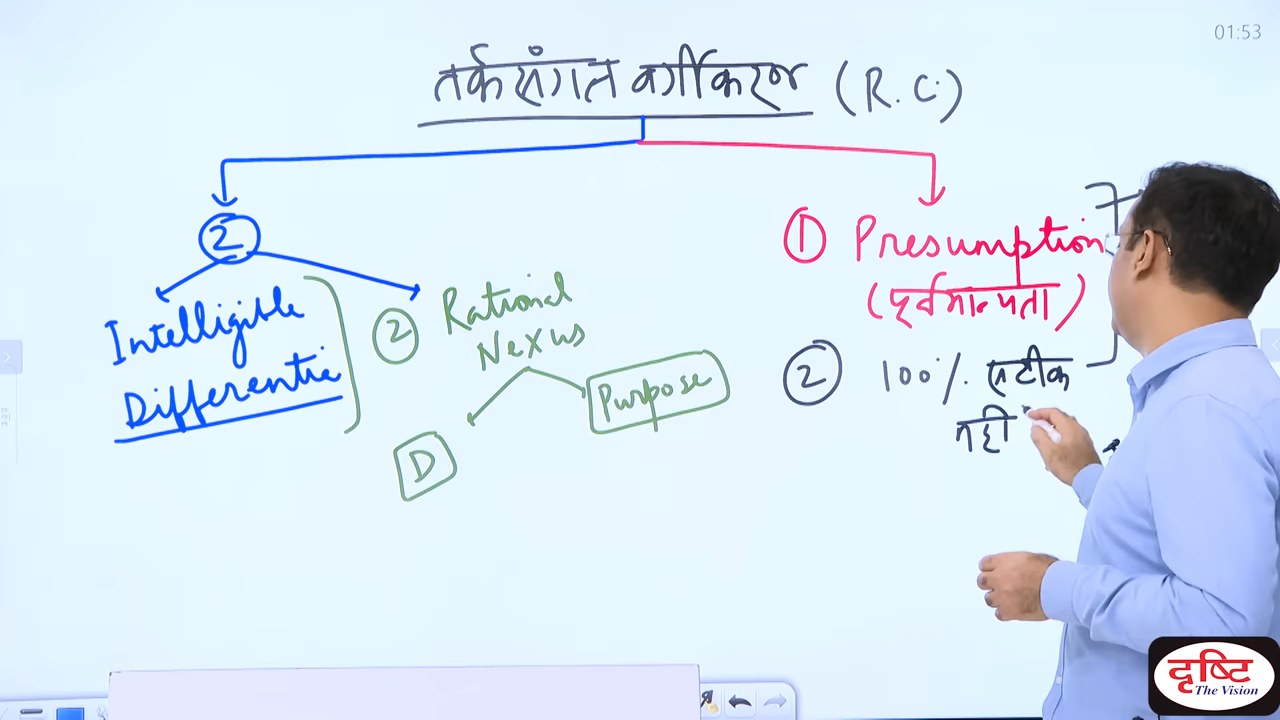 01:53
तर्कसंगत वर्गीकरण (R.C.)
2
Intelligible
Differentia
2 Rational
Nexus
Purpose
D
1 Presumption
(पूर्वमान्यता)
2 100% सटीक
नही
दृष्टि
The Vision